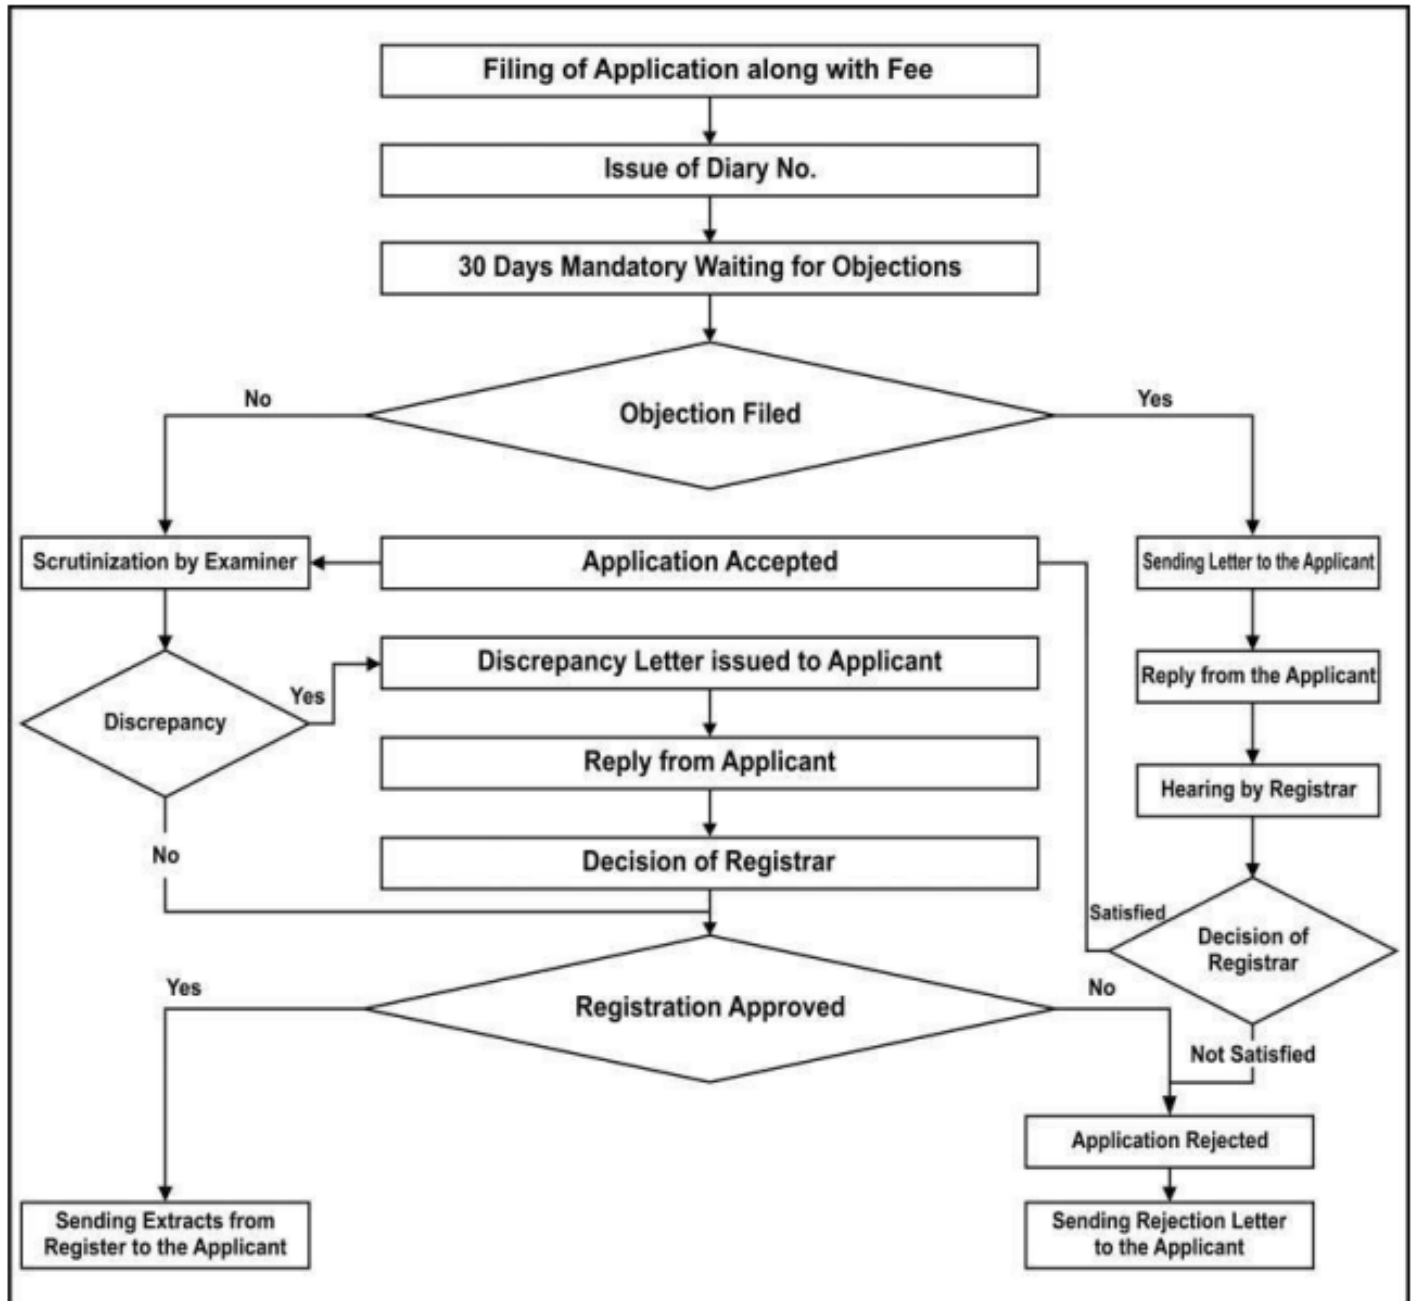 Filing of Application along with Fee
Issue of Diary No.
30 Days Mandatory Waiting for Objections
No
Objection Filed
Yes
Scrutinization by Examiner
Application Accepted
Sending Letter to the Applicant
Discrepancy Letter issued to Applicant
Reply from the Applicant
Yes
Discrepancy
Reply from Applicant
Hearing by Registrar
No
Decision of Registrar
Satisfied
Decision of
Registrar
Yes
Registration Approved
No
Not Satisfied
Application Rejected
Sending Extracts from
Register to the Applicant
Sending Rejection Letter
to the Applicant